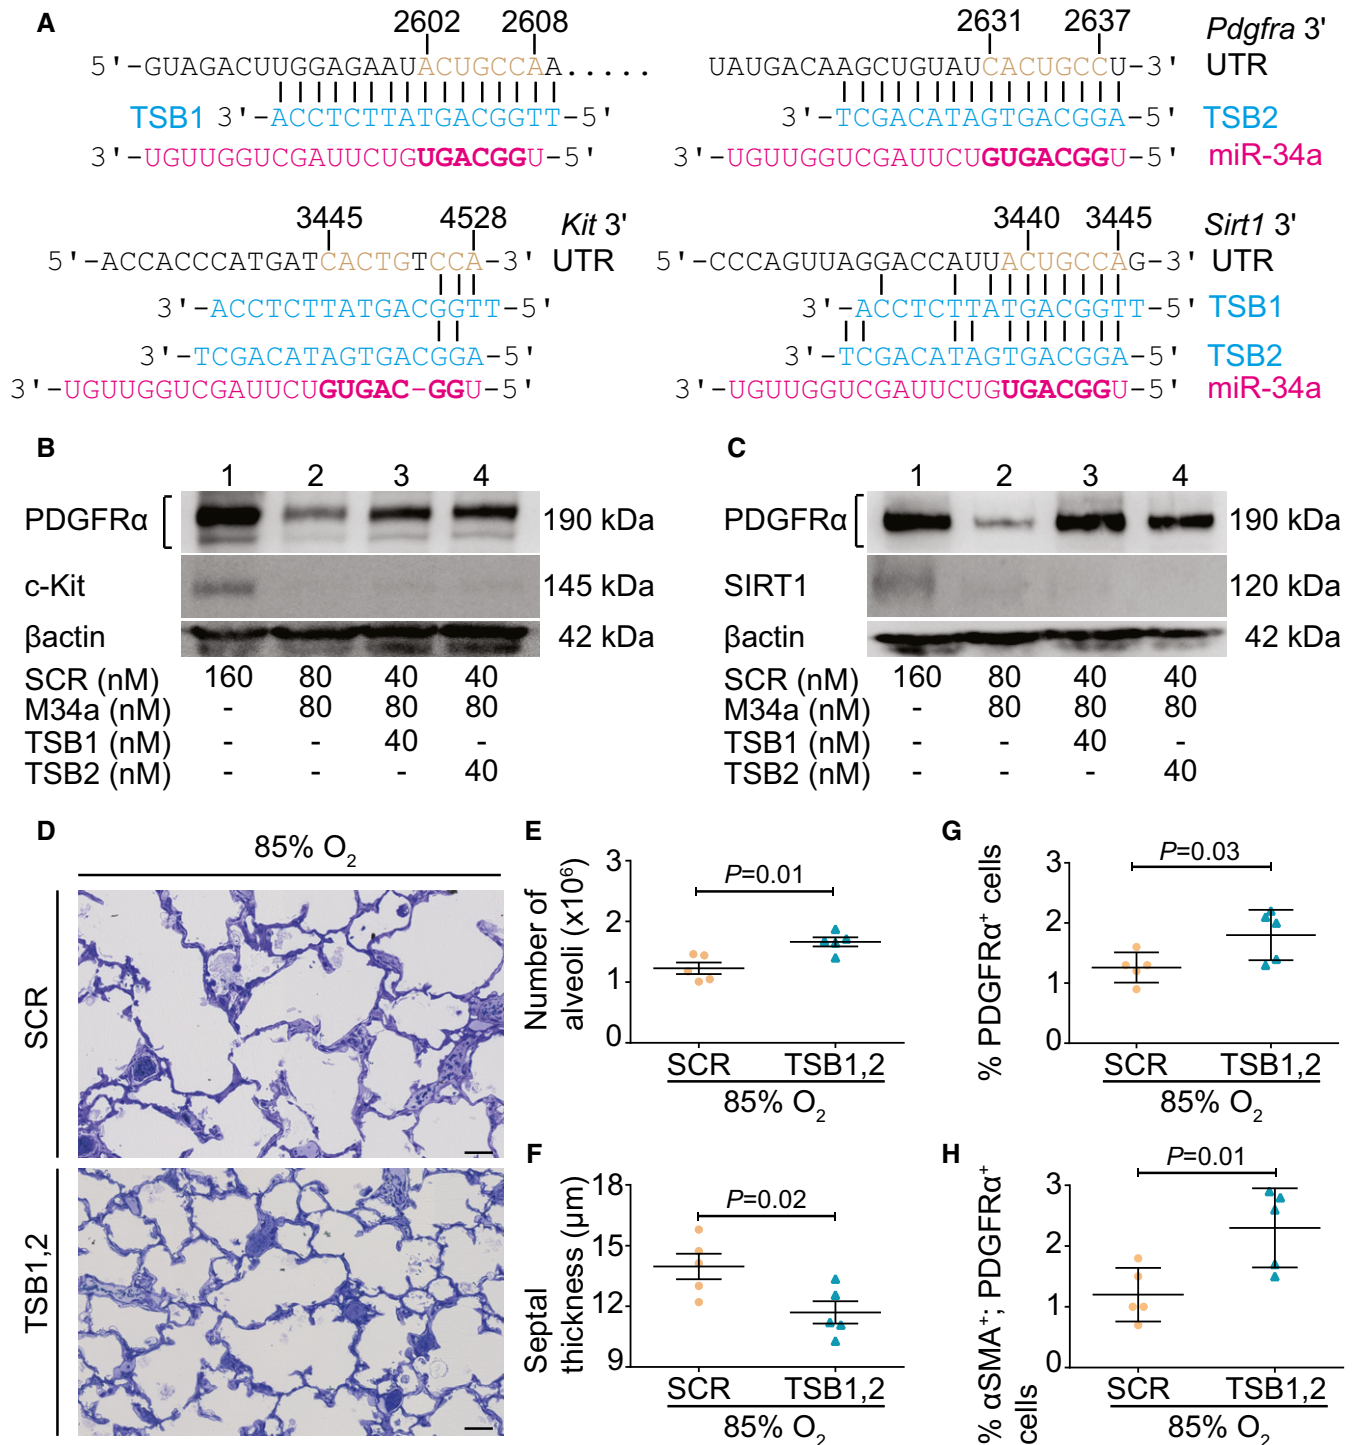 A
2602 2608 2631 2637 Pdgfra 3'
5'-GUAGACUUGGAGAAUACUGCCAAA..... UAUGACAAGCUGUAUCACUGCCU-3' UTR
TSB1 3'-ACCTCTTATGACGGTT-5' 3'-TCGACATAGTGACGGA-5' TSB2
3'-UGUUGGUCGAUUCUGUGACGGU-5' 3'-UGUUGGUCGAUUCUGUGACGGU-5' miR-34a
3445 4528 Kit 3' 3440 3445 Sirt1 3'
5'-ACCACCCATGATCACTGTCCA-3' UTR 5'-CCCAGUUAGGACCAUUACUGCCAG-3' UTR
3'-ACCTCTTATGACGGTT-5' 3'-ACCTCTTATGACGGTT-5' TSB1
3'-TCGACATAGTGACGGA-5' 3'-TCGACATAGTGACGGA-5' TSB2
3'-UGUUGGUCGAUUCUGUGAC-GGU-5' 3'-UGUUGGUCGAUUCUGUGACGGU-5' miR-34a
B
1 2 3 4
PDGFRα 190 kDa
c-Kit 145 kDa
βactin 42 kDa
SCR (nM) 160 80 40 40
M34a (nM) - 80 80 80
TSB1 (nM) - - 40 -
TSB2 (nM) - - - 40
C
1 2 3 4
PDGFRα 190 kDa
SIRT1 120 kDa
βactin 42 kDa
SCR (nM) 160 80 40 40
M34a (nM) - 80 80 80
TSB1 (nM) - - 40 -
TSB2 (nM) - - - 40
D
85% O2
SCR
TSB1,2
E
Number of
alveoli (x10⁶)
3
2
1
0
P=0.01
SCR TSB1,2
85% O2
F
Septal
thickness (µm)
18
15
12
9
P=0.02
SCR TSB1,2
85% O2
G
% PDGFRα⁺ cells
3
2
1
0
P=0.03
SCR TSB1,2
85% O2
H
% αSMA⁺; PDGFRα⁺
cells
3
2
1
0
P=0.01
SCR TSB1,2
85% O2